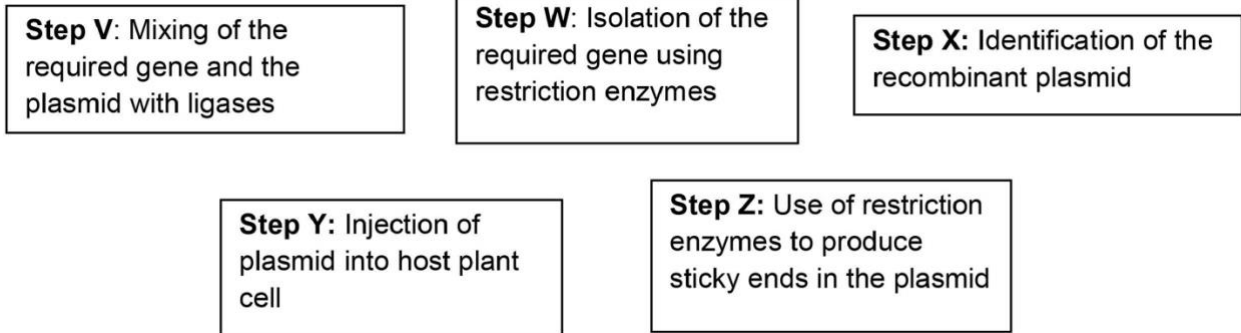 Step V: Mixing of the
required gene and the
plasmid with ligases
Step W: Isolation of the
required gene using
restriction enzymes
Step X: Identification of the
recombinant plasmid
Step Y: Injection of
plasmid into host plant
cell
Step Z: Use of restriction
enzymes to produce
sticky ends in the plasmid